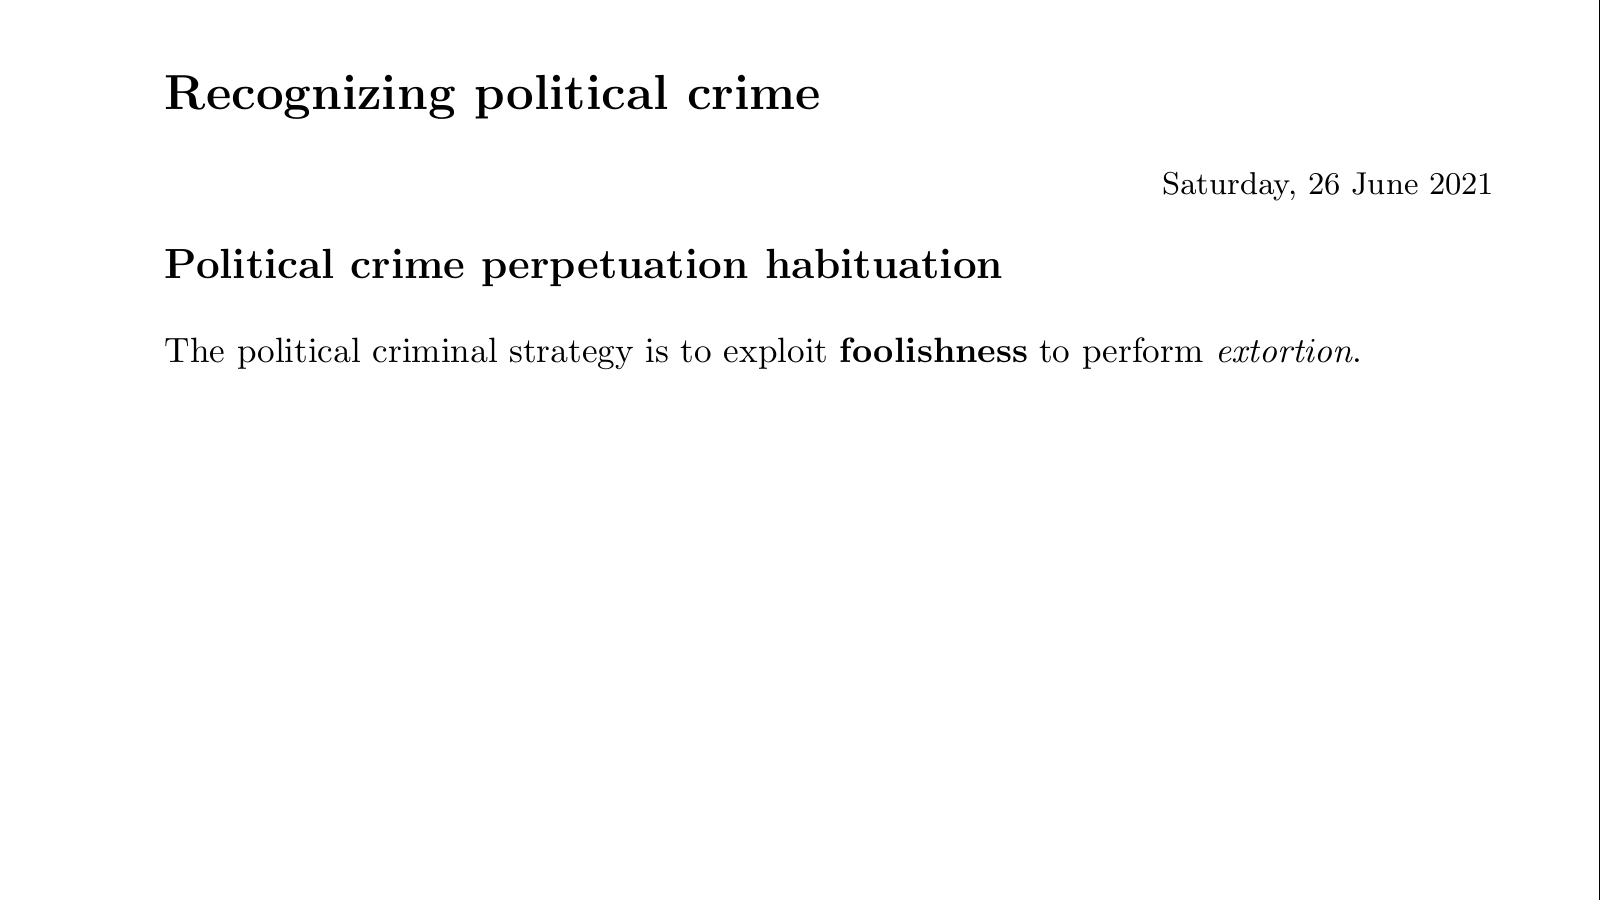 Recognizing political crime
Saturday, 26 June 2021
Political crime perpetuation habituation
The political criminal strategy is to exploit foolishness to perform extortion.